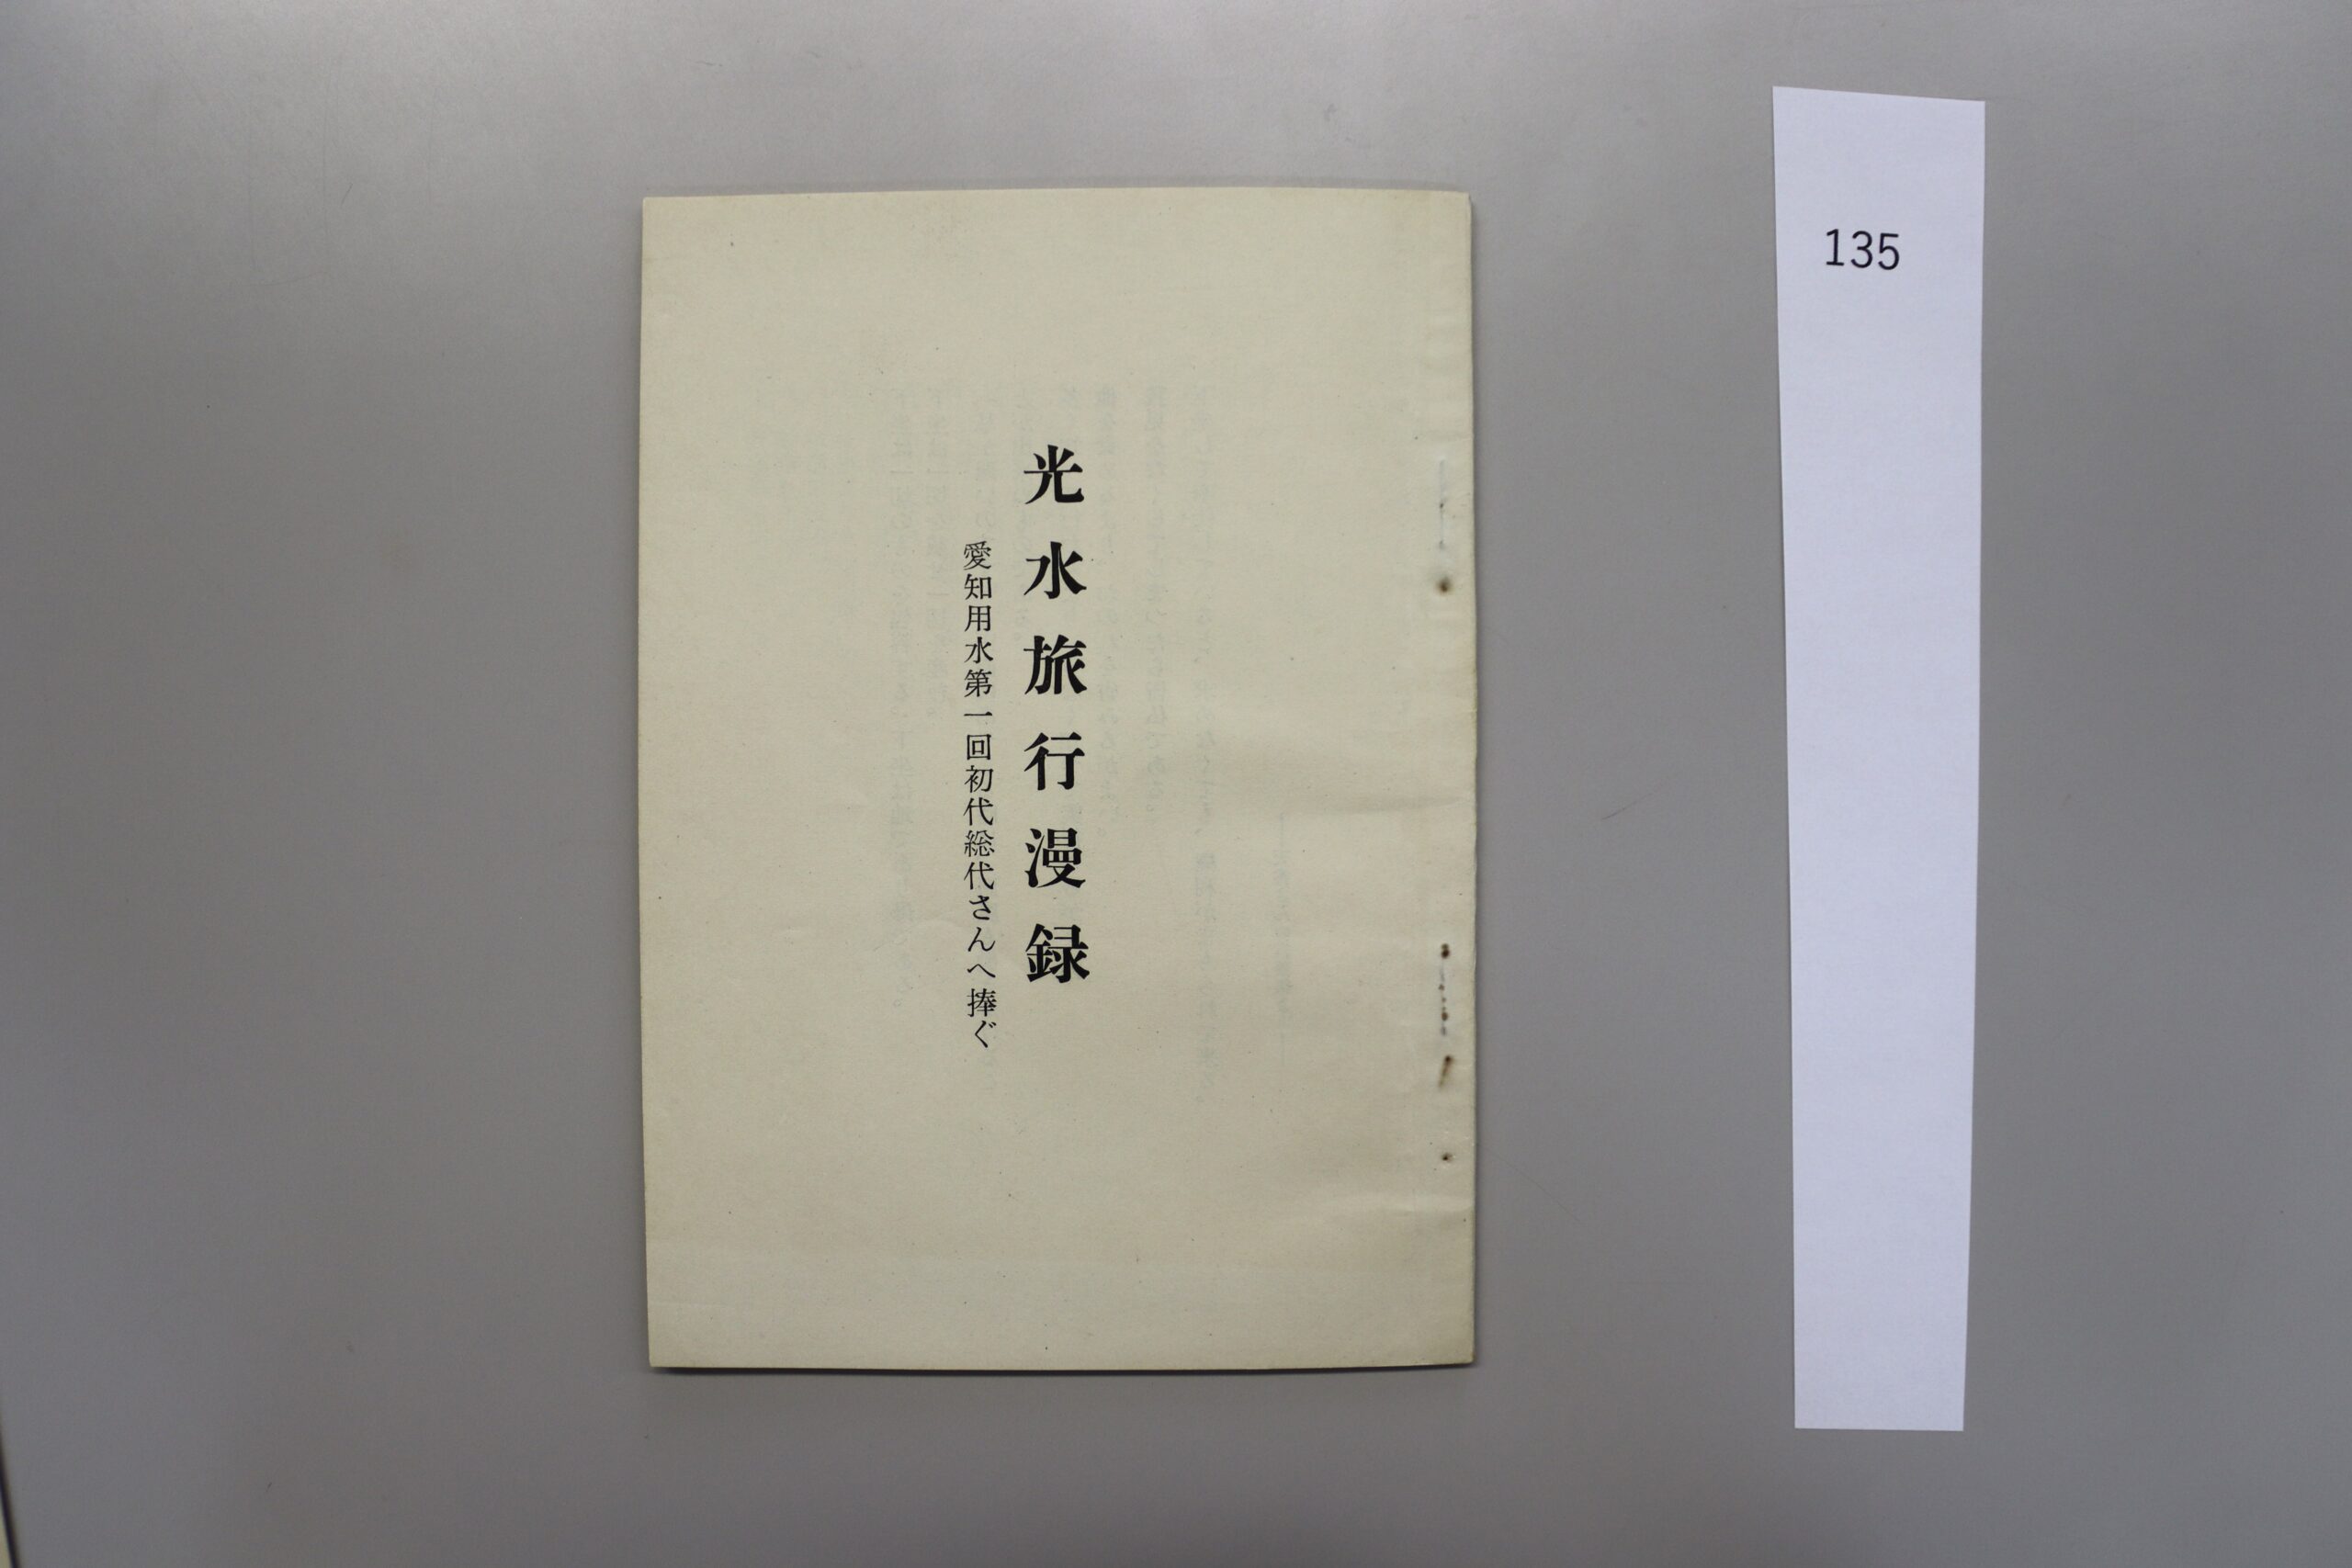 光水旅行漫録
愛知用水第一回初代総代さんへ捧ぐ
135